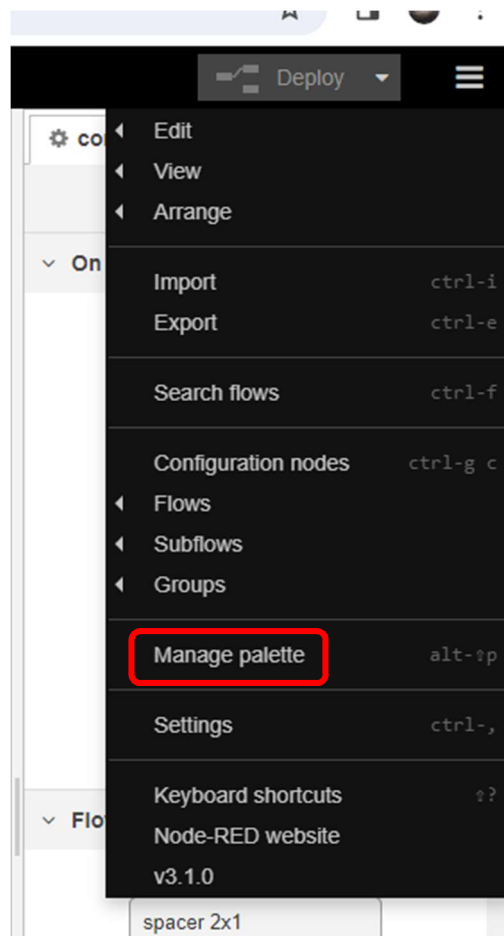 Deploy
co
Edit
View
Arrange
On
Import ctrl-i
Export ctrl-e
Search flows ctrl-f
Configuration nodes ctrl-g c
Flows
Subflows
Groups
Manage palette alt-⇧p
Settings ctrl-,
Keyboard shortcuts ⇧?
Flo
Node-RED website
v3.1.0
spacer 2x1